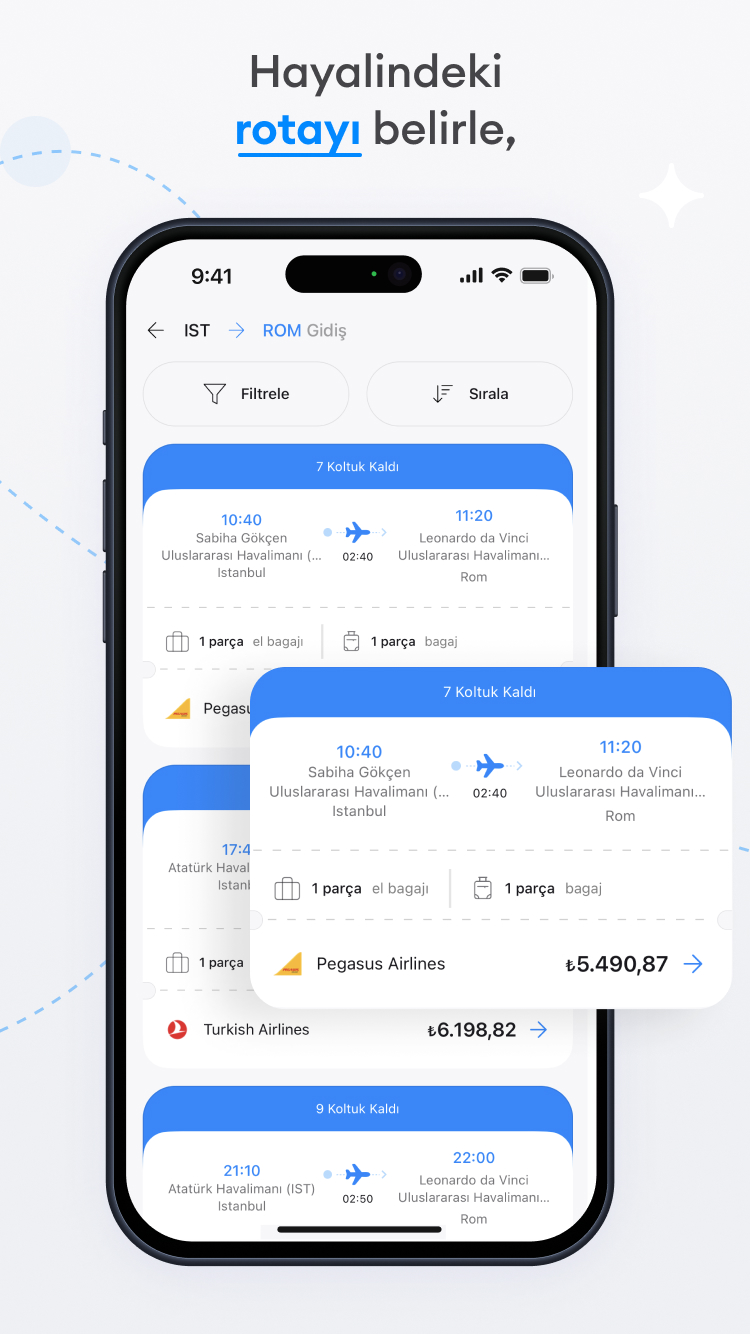 Hayalindeki
rotayı belirle,
9:41
IST → ROM Gidiş
Filtrele
Sırala
7 Koltuk Kaldı
10:40
11:20
Sabiha Gökçen
Uluslararası Havalimanı (...
Istanbul
02:40
Leonardo da Vinci
Uluslararası Havalimanı...
Rom
1 parça el bagajı
1 parça bagaj
Pegasu
7 Koltuk Kaldı
10:40
11:20
Sabiha Gökçen
Uluslararası Havalimanı (...
Istanbul
02:40
Leonardo da Vinci
Uluslararası Havalimanı...
Rom
1 parça el bagajı
1 parça bagaj
Pegasus Airlines
₺5.490,87
17:4
Atatürk Haval
Istanb
1 parça
Turkish Airlines
₺6.198,82
9 Koltuk Kaldı
21:10
22:00
Atatürk Havalimanı (IST)
Istanbul
02:50
Leonardo da Vinci
Uluslararası Havalimanı...
Rom